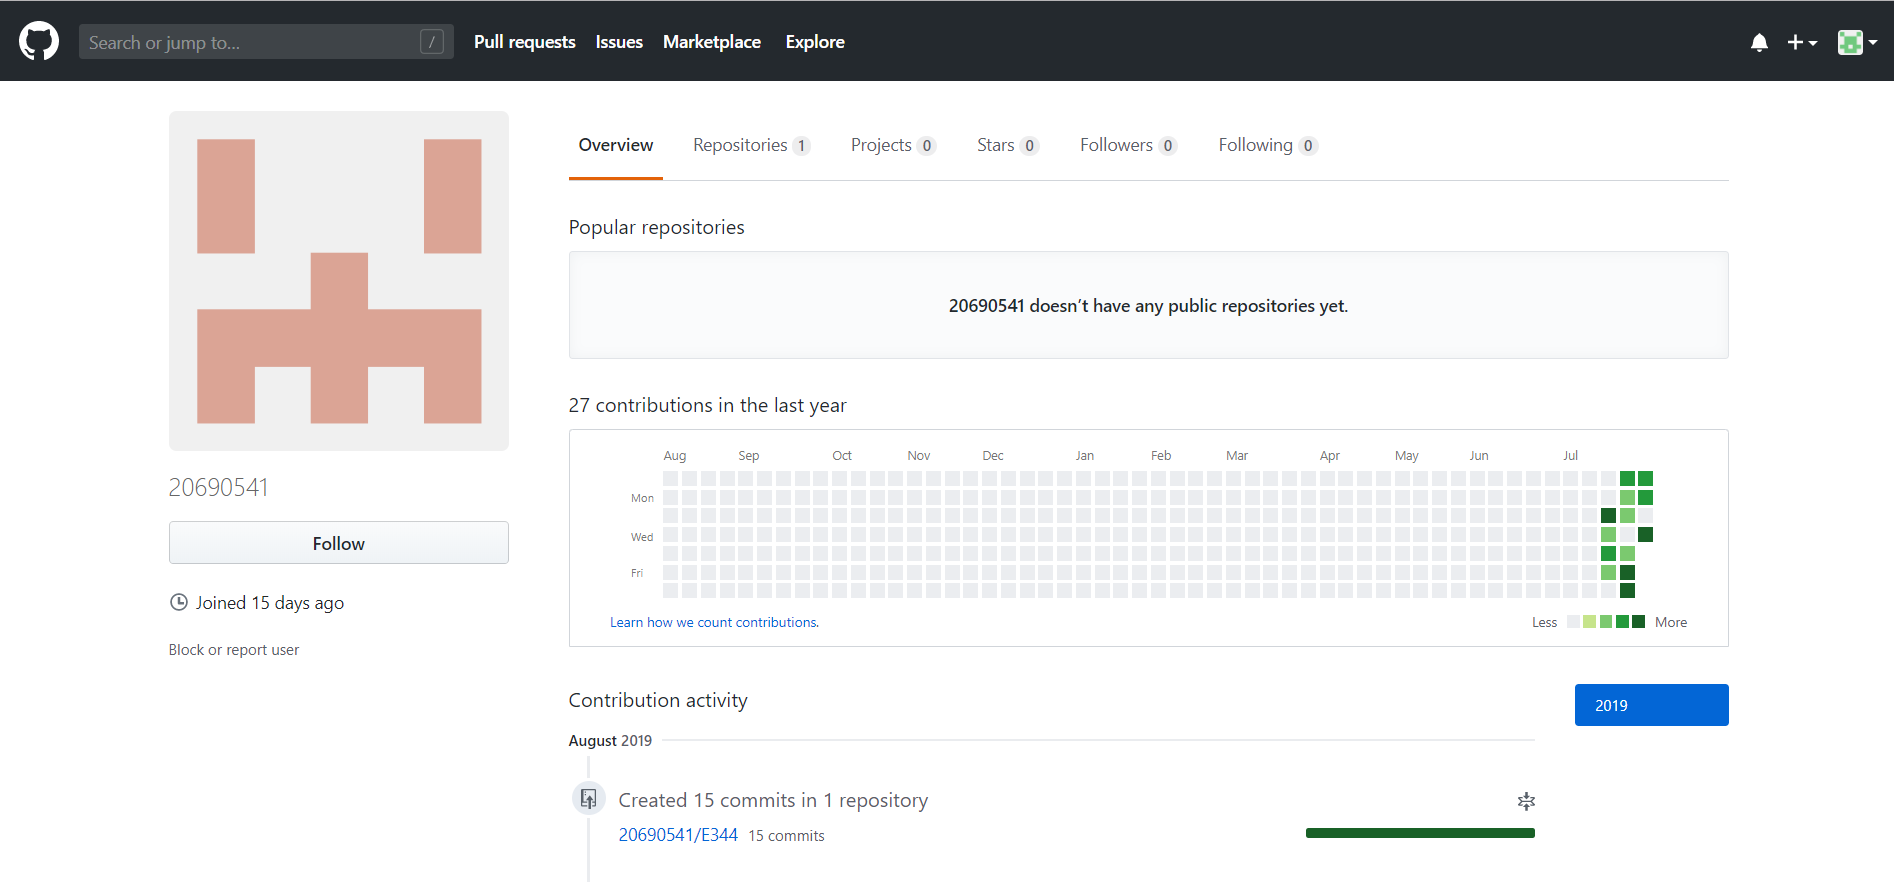 Search or jump to... /
Pull requests Issues Marketplace Explore
Overview Repositories 1 Projects 0 Stars 0 Followers 0 Following 0
Popular repositories
20690541 doesn’t have any public repositories yet.
27 contributions in the last year
Aug Sep Oct Nov Dec Jan Feb Mar Apr May Jun Jul
Mon
Wed
Fri
Learn how we count contributions.
Less More
20690541
Follow
Joined 15 days ago
Block or report user
Contribution activity
2019
August 2019
Created 15 commits in 1 repository
20690541/E344 15 commits